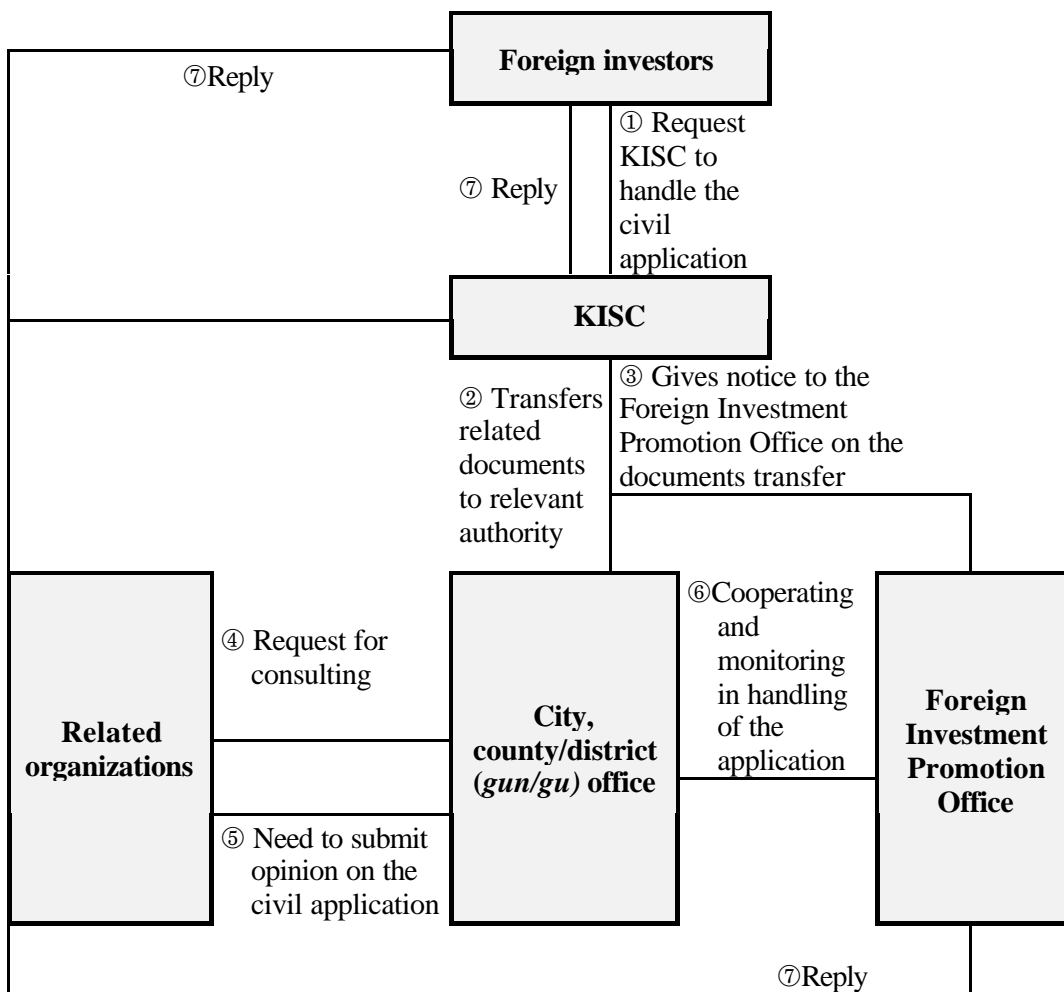 Foreign investors
⑦Reply
① Request
KISC to
handle the
civil
application
⑦ Reply
KISC
② Transfers
related
documents
to relevant
authority
③ Gives notice to the
Foreign Investment
Promotion Office on the
documents transfer
④ Request for
consulting
⑥Cooperating
and
monitoring
in handling
of the
application
Related
organizations
City,
county/district
(gun/gu) office
Foreign
Investment
Promotion
Office
⑤ Need to submit
opinion on the
civil application
⑦Reply